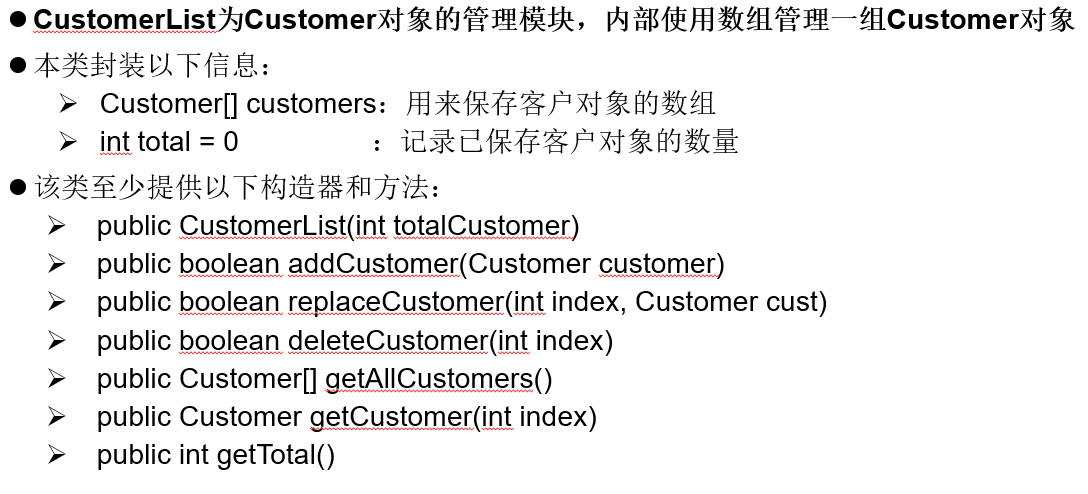 ● CustomerList为Customer对象的管理模块，内部使用数组管理一组Customer对象
● 本类封装以下信息：
➢ Customer[] customers：用来保存客户对象的数组
➢ int total = 0 ：记录已保存客户对象的数量
● 该类至少提供以下构造器和方法：
➢ public CustomerList(int totalCustomer)
➢ public boolean addCustomer(Customer customer)
➢ public boolean replaceCustomer(int index, Customer cust)
➢ public boolean deleteCustomer(int index)
➢ public Customer[] getAllCustomers()
➢ public Customer getCustomer(int index)
➢ public int getTotal()